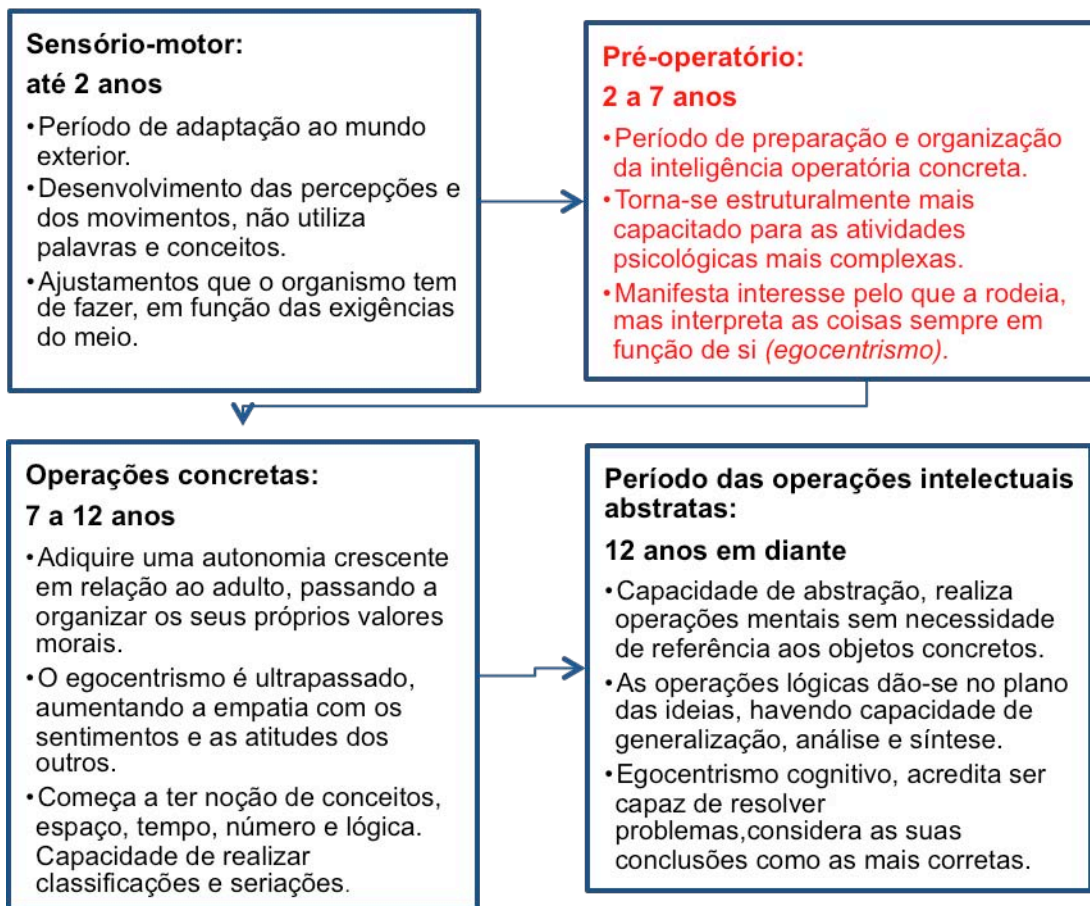 Sensório-motor:
até 2 anos
•Período de adaptação ao mundo
exterior.
•Desenvolvimento das percepções e
dos movimentos, não utiliza
palavras e conceitos.
•Ajustamentos que o organismo tem
de fazer, em função das exigências
do meio.
Pré-operatório:
2 a 7 anos
•Período de preparação e organização
da inteligência operatória concreta.
•Torna-se estruturalmente mais
capacitado para as atividades
psicológicas mais complexas.
•Manifesta interesse pelo que a rodeia,
mas interpreta as coisas sempre em
função de si (egocentrismo).
Operações concretas:
7 a 12 anos
•Adiquire uma autonomia crescente
em relação ao adulto, passando a
organizar os seus próprios valores
morais.
•O egocentrismo é ultrapassado,
aumentando a empatia com os
sentimentos e as atitudes dos
outros.
•Começa a ter noção de conceitos,
espaço, tempo, número e lógica.
Capacidade de realizar
classificações e seriações.
Período das operações intelectuais
abstratas:
12 anos em diante
•Capacidade de abstração, realiza
operações mentais sem necessidade
de referência aos objetos concretos.
•As operações lógicas dão-se no plano
das ideias, havendo capacidade de
generalização, análise e síntese.
•Egocentrismo cognitivo, acredita ser
capaz de resolver
problemas,considera as suas
conclusões como as mais corretas.